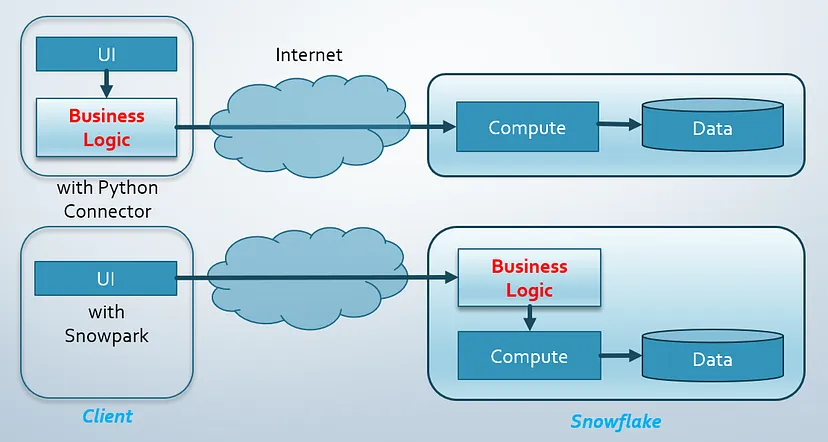 UI
Internet
Business
Logic
Compute
Data
with Python
Connector
UI
with
Snowpark
Business
Logic
Compute
Data
Client
Snowflake